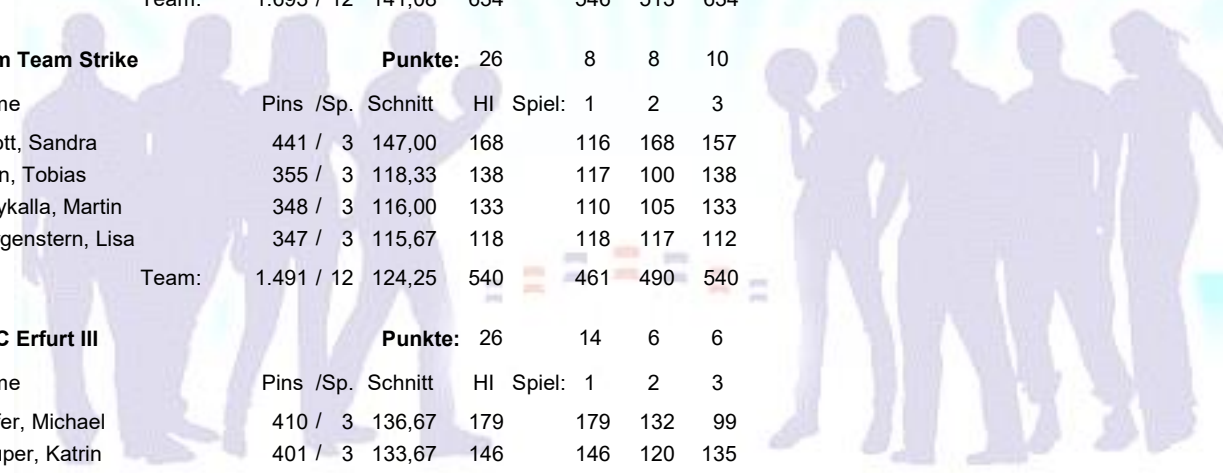 Team: 1.693 / 12 141,08 634 546 513 634
Team Strike Punkte: 26 8 8 10
Pins /Sp. Schnitt HI Spiel: 1 2 3
Sandra 441 / 3 147,00 168 116 168 157
Tobias 355 / 3 118,33 138 117 100 138
Martin 348 / 3 116,00 133 110 105 133
Lisa 347 / 3 115,67 118 118 117 112
Team: 1.491 / 12 124,25 540 461 490 540
Erfurt III Punkte: 26 14 6 6
Pins /Sp. Schnitt HI Spiel: 1 2 3
Michael 410 / 3 136,67 179 179 132 99
Katrin 401 / 3 133,67 146 146 120 135